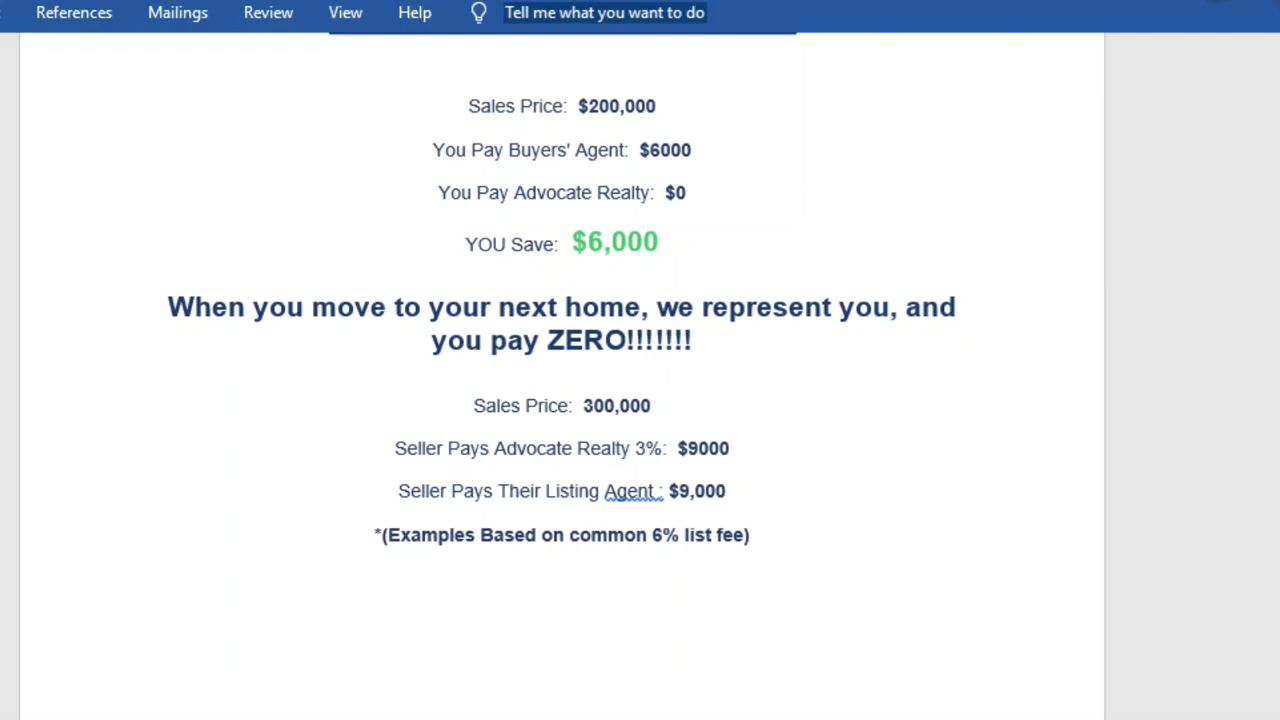 References Mailings Review View Help Tell me what you want to do
Sales Price: $200,000
You Pay Buyers' Agent: $6000
You Pay Advocate Realty: $0
YOU Save: $6,000
When you move to your next home, we represent you, and
you pay ZERO!!!!!!!
Sales Price: 300,000
Seller Pays Advocate Realty 3%: $9000
Seller Pays Their Listing Agent : $9,000
*(Examples Based on common 6% list fee)